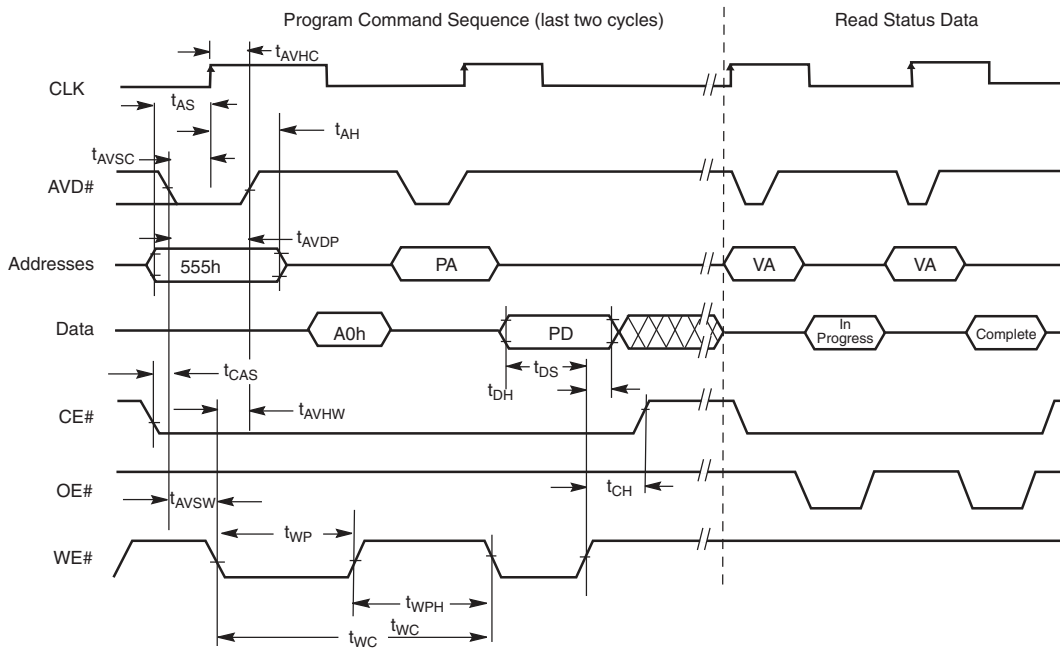 Program Command Sequence (last two cycles)
Read Status Data
tAVHC
CLK
tAS
tAH
tAVSC
AVD#
tAVDP
Addresses
555h
PA
VA
VA
Data
A0h
PD
In
Progress
Complete
tCAS
tDS
tDH
CE#
tAVHW
OE#
tAVSW
tCH
WE#
tWP
tWPH
tWC
tWC